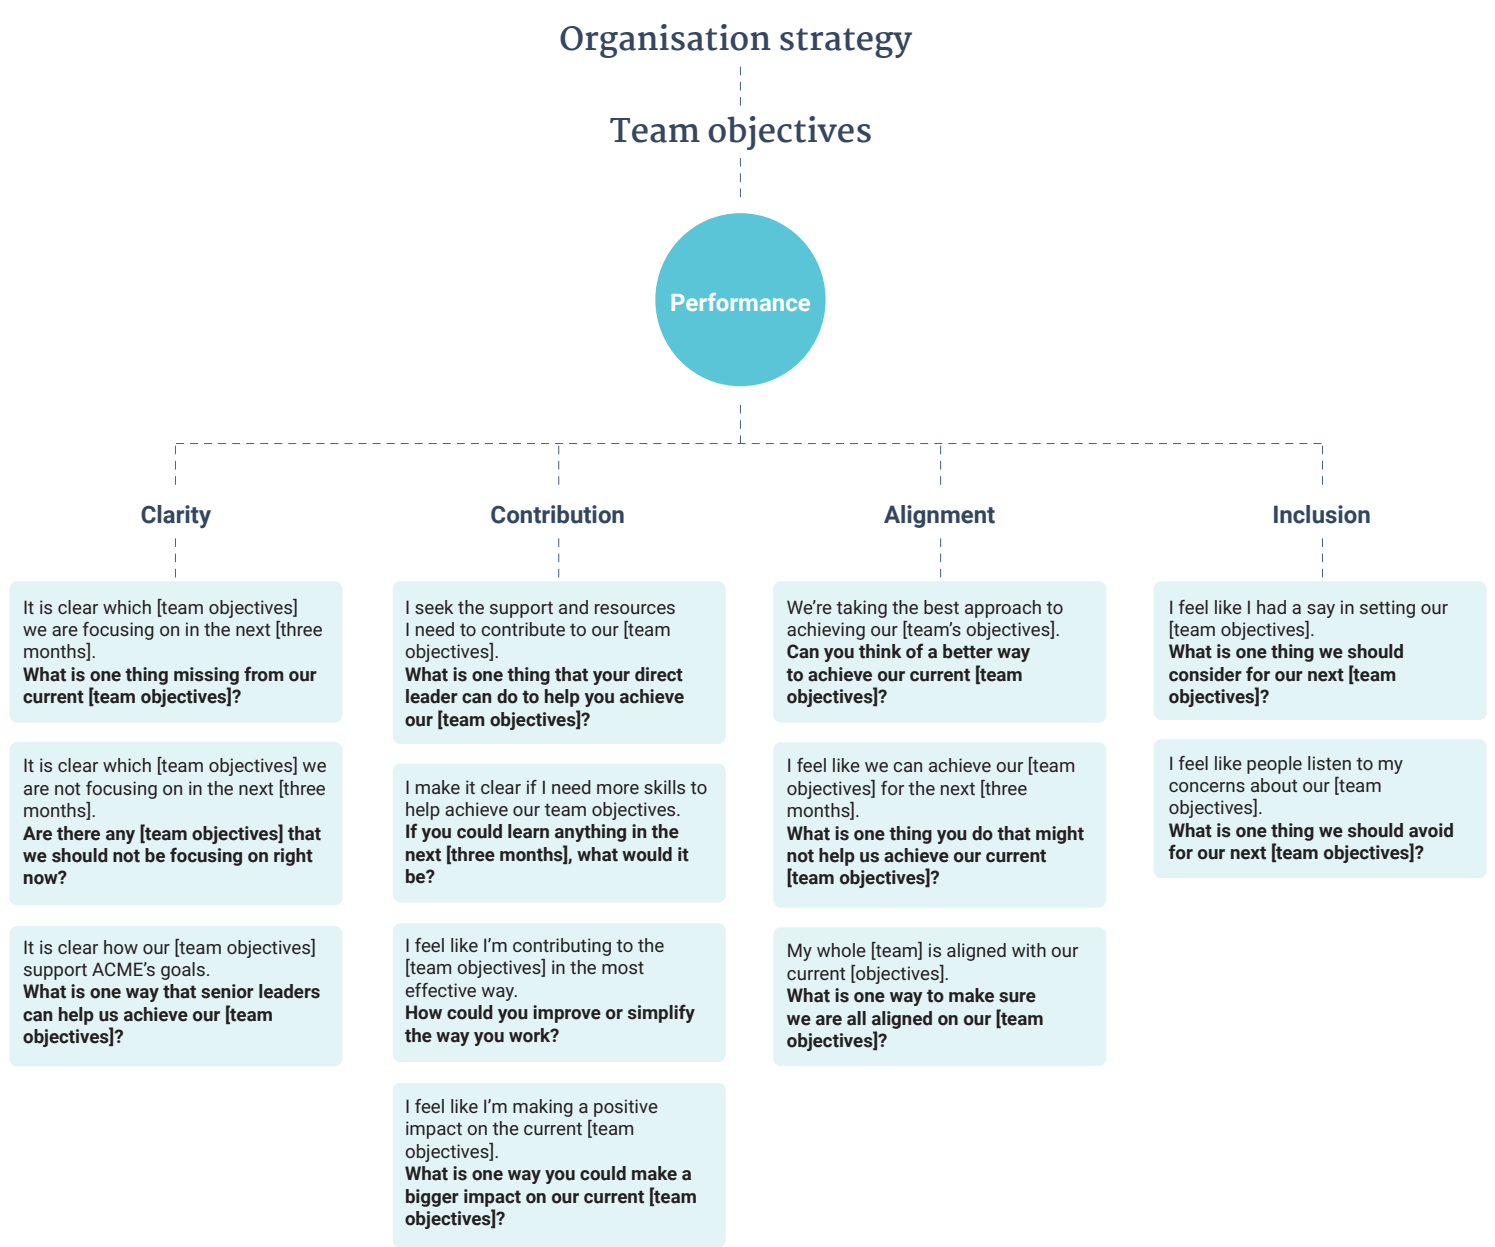 Organisation strategy
Team objectives
Performance
Clarity
It is clear which [team objectives]
we are focusing on in the next [three
months].
What is one thing missing from our
current [team objectives]?
It is clear which [team objectives] we
are not focusing on in the next [three
months].
Are there any [team objectives] that
we should not be focusing on right
now?
It is clear how our [team objectives]
support ACME’s goals.
What is one way that senior leaders
can help us achieve our [team
objectives]?
Contribution
I seek the support and resources
I need to contribute to our [team
objectives].
What is one thing that your direct
leader can do to help you achieve
our [team objectives]?
I make it clear if I need more skills to
help achieve our team objectives.
If you could learn anything in the
next [three months], what would it
be?
I feel like I’m contributing to the
[team objectives] in the most
effective way.
How could you improve or simplify
the way you work?
I feel like I’m making a positive
impact on the current [team
objectives].
What is one way you could make a
bigger impact on our current [team
objectives]?
Alignment
We’re taking the best approach to
achieving our [team’s objectives].
Can you think of a better way
to achieve our current [team
objectives]?
I feel like we can achieve our [team
objectives] for the next [three
months].
What is one thing you do that might
not help us achieve our current
[team objectives]?
My whole [team] is aligned with our
current [objectives].
What is one way to make sure
we are all aligned on our [team
objectives]?
Inclusion
I feel like I had a say in setting our
[team objectives].
What is one thing we should
consider for our next [team
objectives]?
I feel like people listen to my
concerns about our [team
objectives].
What is one thing we should avoid
for our next [team objectives]?